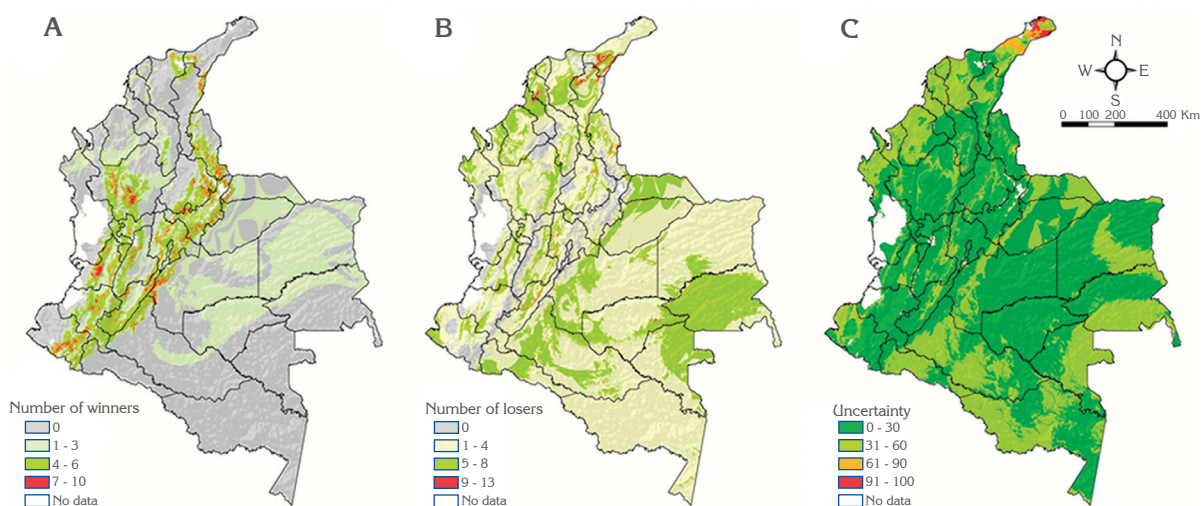 A
B
C
N
W E
S
0 100 200 400 Km
Number of winners
0
1 - 3
4 - 6
7 - 10
No data
Number of losers
0
1 - 4
5 - 8
9 - 13
No data
Uncertainty
0 - 30
31 - 60
61 - 90
91 - 100
No data